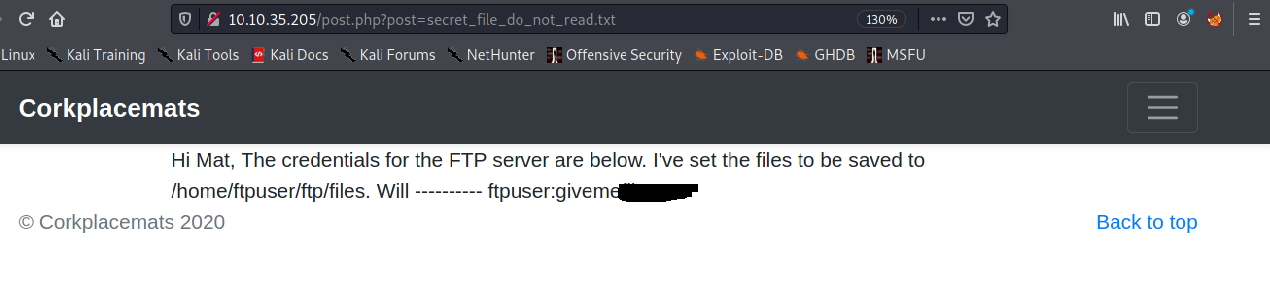 10.10.35.205/post.php?post=secret_file_do_not_read.txt 130%
Linux Kali Training Kali Tools Kali Docs Kali Forums NetHunter Offensive Security Exploit-DB GHDB MSFU
Corkplacemats
Hi Mat, The credentials for the FTP server are below. I've set the files to be saved to
/home/ftpuser/ftp/files. Will ---------- ftpuser:giveme
© Corkplacemats 2020 Back to top